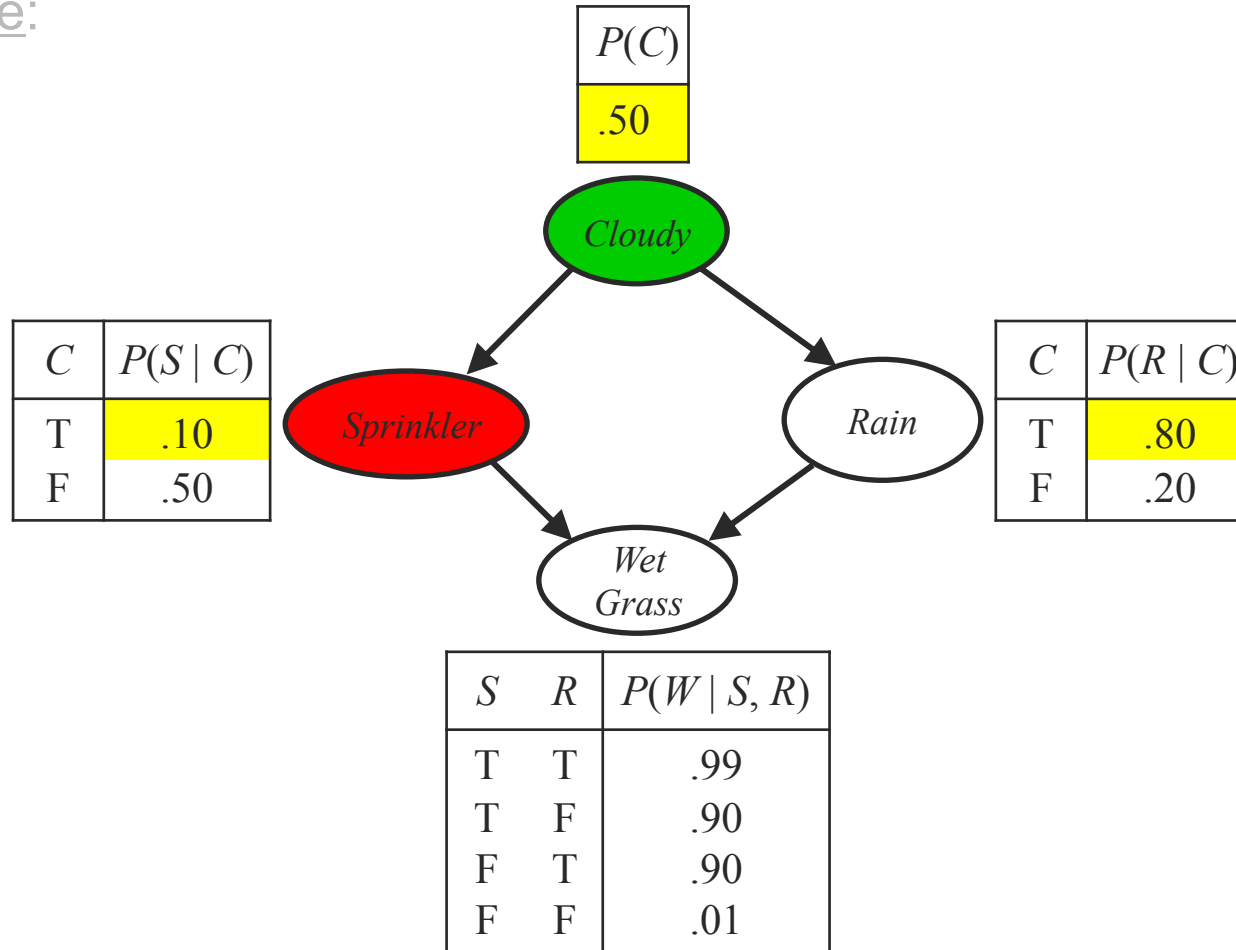 e:
P(C)
.50
Cloudy
C P(S | C)
T .10
F .50
Sprinkler
Rain
C P(R | C)
T .80
F .20
Wet
Grass
S R P(W | S, R)
T T .99
T F .90
F T .90
F F .01